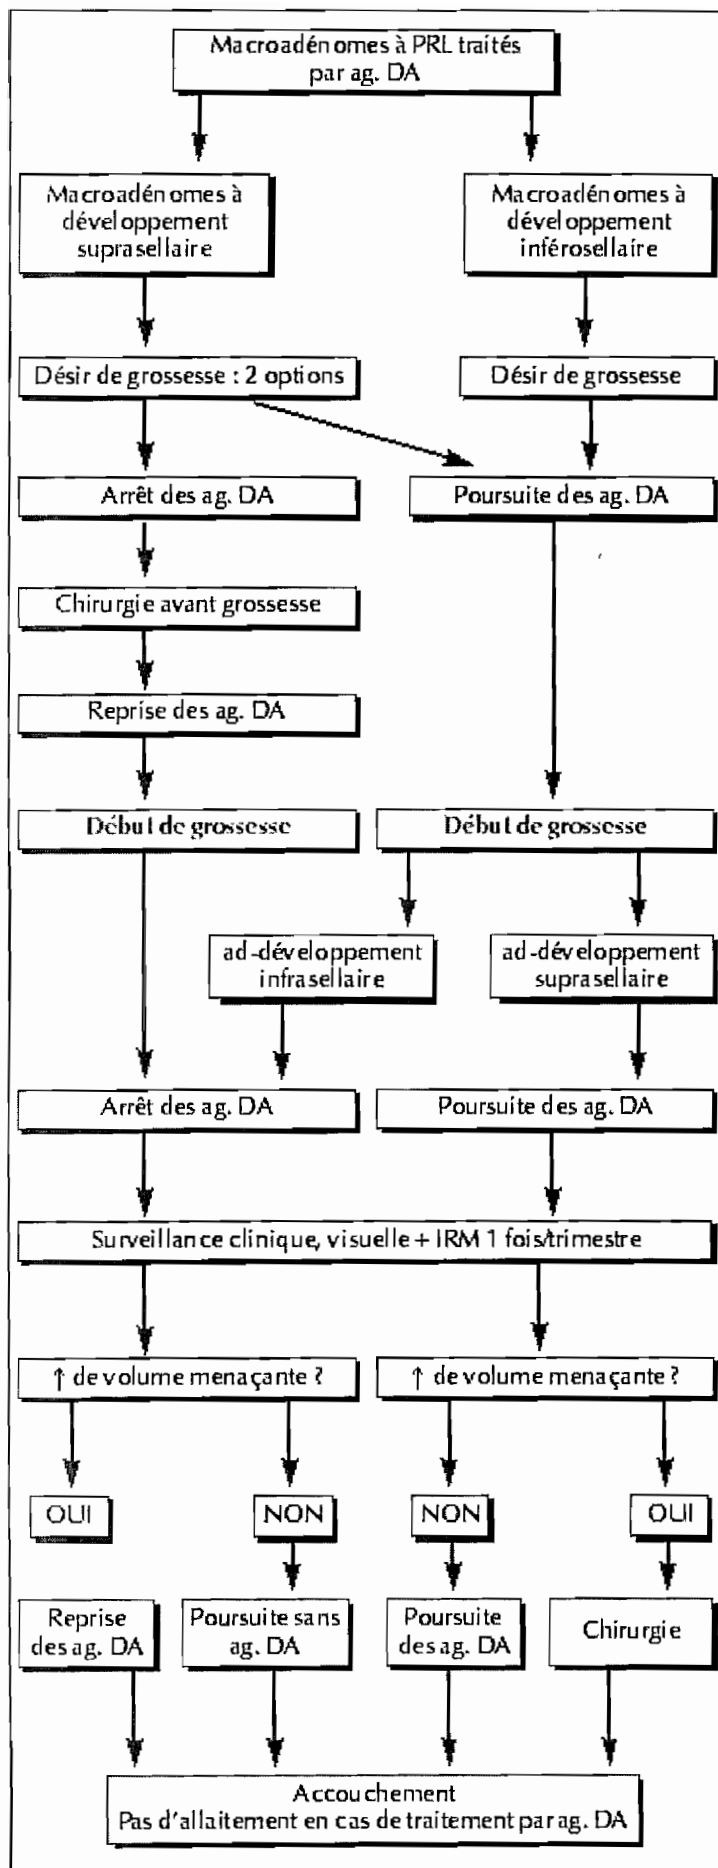 Macroadénomes à PRL traités
par ag. DA
Macroadénomes à
développement
suprasellaire
Macroadénomes à
développement
inférosellaire
Désir de grossesse : 2 options
Désir de grossesse
Arrêt des ag. DA
Poursuite des ag. DA
Chirurgie avant grossesse
Reprise des ag. DA
Début de grossesse
Début de grossesse
ad-développement
infrasellaire
ad-développement
suprasellaire
Arrêt des ag. DA
Poursuite des ag. DA
Surveillance clinique, visuelle + IRM 1 fois/trimestre
↑ de volume menaçante ?
↑ de volume menaçante ?
OUI
NON
NON
OUI
Reprise
des ag. DA
Poursuite sans
ag. DA
Poursuite
des ag. DA
Chirurgie
Accouchement
Pas d'allaitement en cas de traitement par ag. DA